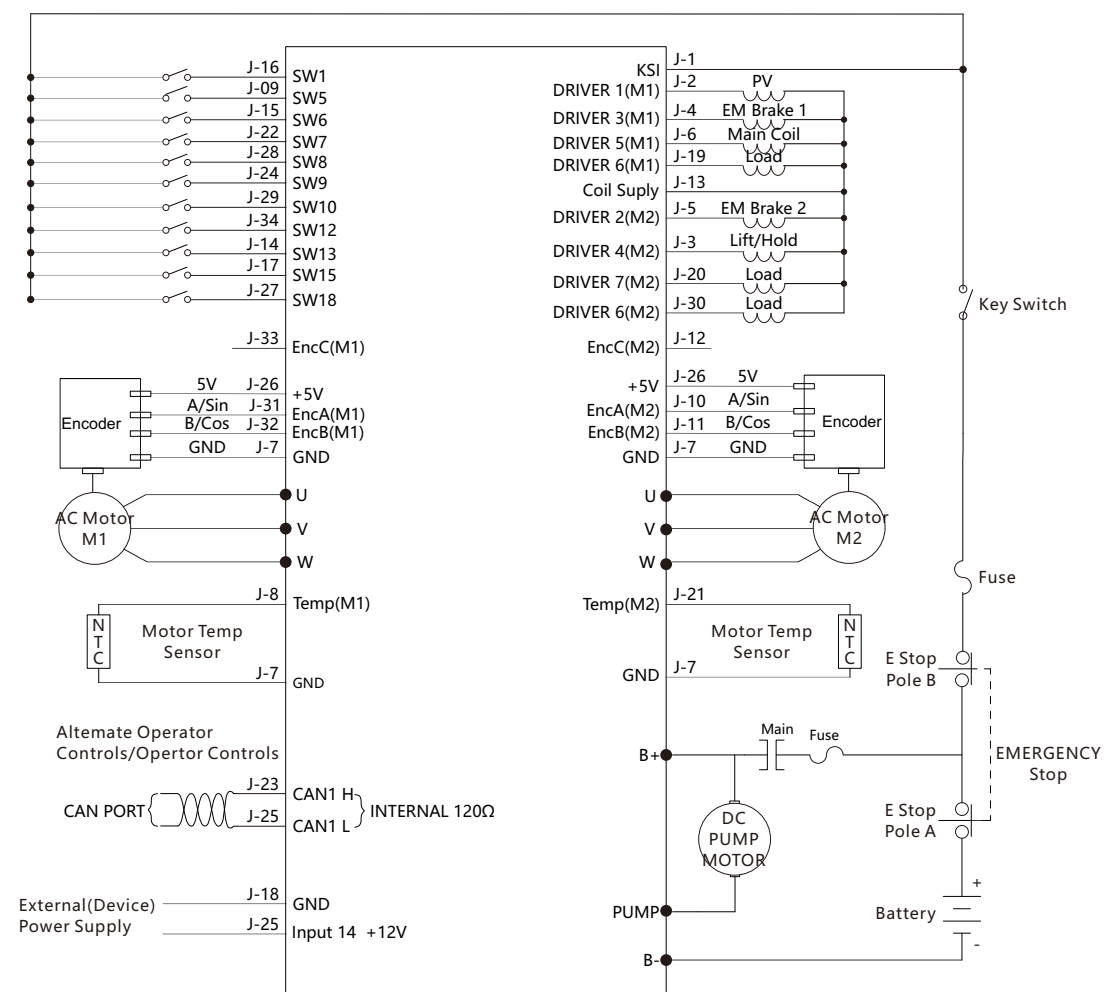 J-16 SW1
J-09 SW5
J-15 SW6
J-22 SW7
J-28 SW8
J-24 SW9
J-29 SW10
J-34 SW12
J-14 SW13
J-17 SW15
J-27 SW18
J-33 EncC(M1)
Encoder
5V J-26 +5V
A/Sin J-31 EncA(M1)
B/Cos J-32 EncB(M1)
GND J-7 GND
AC Motor
M1
U
V
W
J-8 Temp(M1)
N
T
C
Motor Temp
Sensor
J-7 GND
Altemate Operator
Controls/Opertor Controls
CAN PORT
J-23 CAN1 H
J-25 CAN1 L
INTERNAL 120Ω
External(Device)
Power Supply
J-18 GND
J-25 Input 14 +12V
KSI J-1
DRIVER 1(M1) J-2 PV
DRIVER 3(M1) J-4 EM Brake 1
DRIVER 5(M1) J-6 Main Coil
DRIVER 6(M1) J-19 Load
Coil Suply J-13
DRIVER 2(M2) J-5 EM Brake 2
DRIVER 4(M2) J-3 Lift/Hold
DRIVER 7(M2) J-20 Load
DRIVER 6(M2) J-30 Load
EncC(M2) J-12
+5V J-26 5V
EncA(M2) J-10 A/Sin
EncB(M2) J-11 B/Cos
GND J-7 GND
Encoder
U
V
W
AC Motor
M2
Temp(M2) J-21
Motor Temp
Sensor
N
T
C
GND J-7
B+
Main
Fuse
DC
PUMP
MOTOR
PUMP
B-
Key Switch
Fuse
E Stop
Pole B
EMERGENCY
Stop
E Stop
Pole A
+
Battery
-